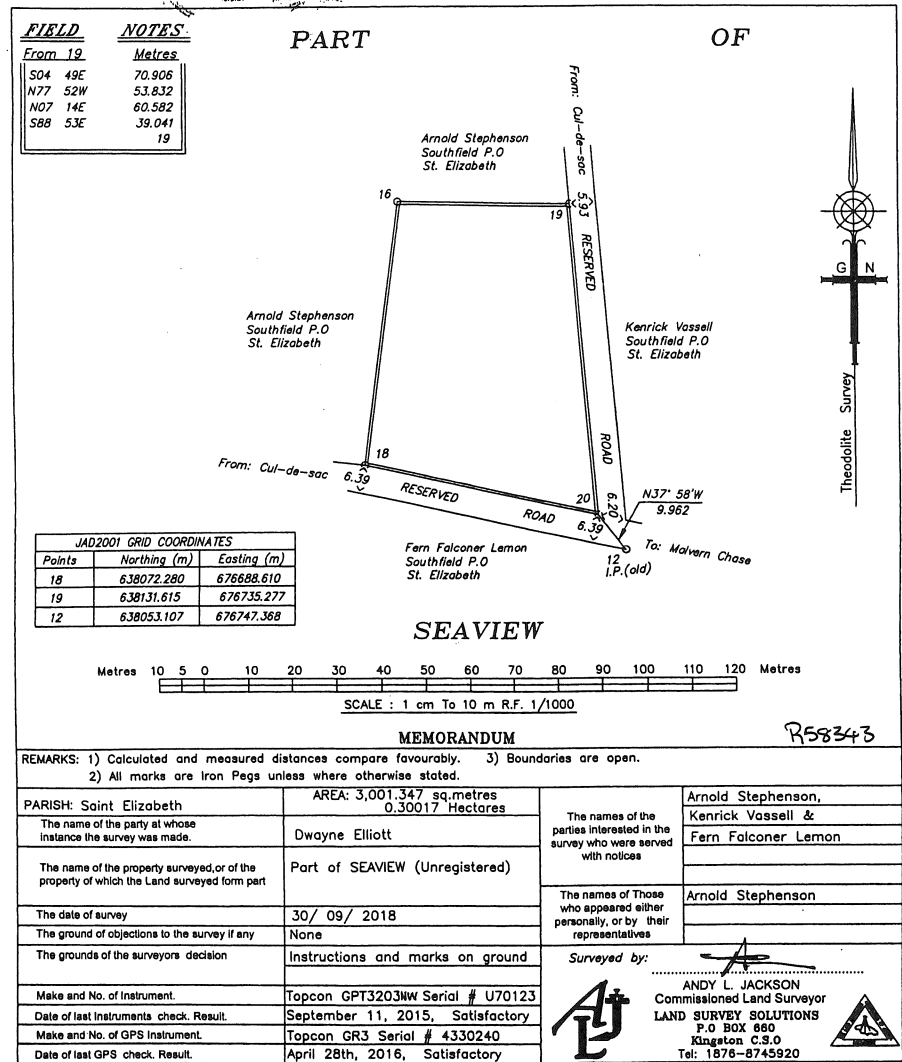 FIELD NOTES
From 19 Metres
S04 49E 70.906
N77 52W 53.832
N07 14E 60.582
S88 53E 39.041
19
PART OF
From: Cul-de-sac
Arnold Stephenson
Southfield P.O
St. Elizabeth
16
19
5.93
RESERVED
G N
Arnold Stephenson
Southfield P.O
St. Elizabeth
Kenrick Vassell
Southfield P.O
St. Elizabeth
Theodolite Survey
18
ROAD
From: Cul-de-sac
6.39
RESERVED
ROAD
20
6.20
N37° 58'W
9.962
6.39
To: Malvern Chase
12
I.P.(old)
Fern Falconer Lemon
Southfield P.O
St. Elizabeth
JAD2001 GRID COORDINATES
Points Northing (m) Easting (m)
18 638072.280 676688.610
19 638131.615 676735.277
12 638053.107 676747.368
SEAVIEW
Metres 10 5 0 10 20 30 40 50 60 70 80 90 100 110 120 Metres
SCALE : 1 cm To 10 m R.F. 1/1000
MEMORANDUM
R58343
REMARKS: 1) Calculated and measured distances compare favourably. 3) Boundaries are open.
2) All marks are Iron Pegs unless where otherwise stated.
PARISH: Saint Elizabeth
AREA: 3,001.347 sq.metres
0.30017 Hectares
The name of the party at whose
instance the survey was made.
Dwayne Elliott
The name of the property surveyed,or of the
property of which the Land surveyed form part
Part of SEAVIEW (Unregistered)
The date of survey
30/ 09/ 2018
The ground of objections to the survey if any
None
The grounds of the surveyors decision
Instructions and marks on ground
Make and No. of Instrument.
Topcon GPT3203NW Serial # U70123
Date of last Instruments check. Result.
September 11, 2015, Satisfactory
Make and No. of GPS Instrument.
Topcon GR3 Serial # 4330240
Date of last GPS check. Result.
April 28th, 2016, Satisfactory
The names of the
parties interested in the
survey who were served
with notices
Arnold Stephenson,
Kenrick Vassell &
Fern Falconer Lemon
The names of Those
who appeared either
personally, or by their
representatives
Arnold Stephenson
Surveyed by:
ANDY L. JACKSON
Commissioned Land Surveyor
LAND SURVEY SOLUTIONS
P.O BOX 660
Kingston C.S.O
Tel: 1876-8745920
ALJ